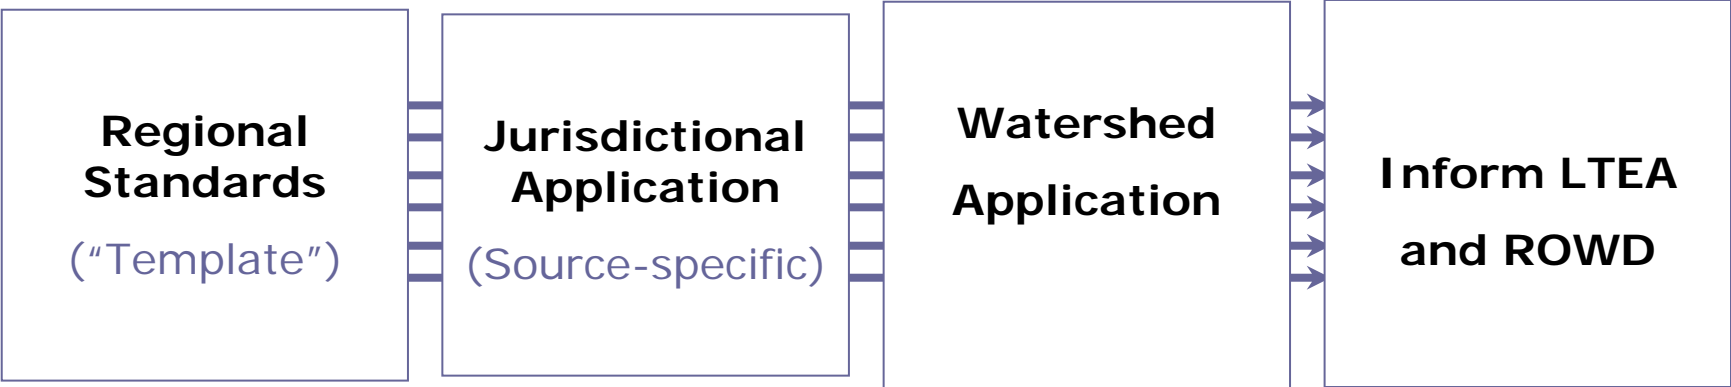 Regional
Standards
(“Template”)
Jurisdictional
Application
(Source-specific)
Watershed
Application
Inform LTEA
and ROWD